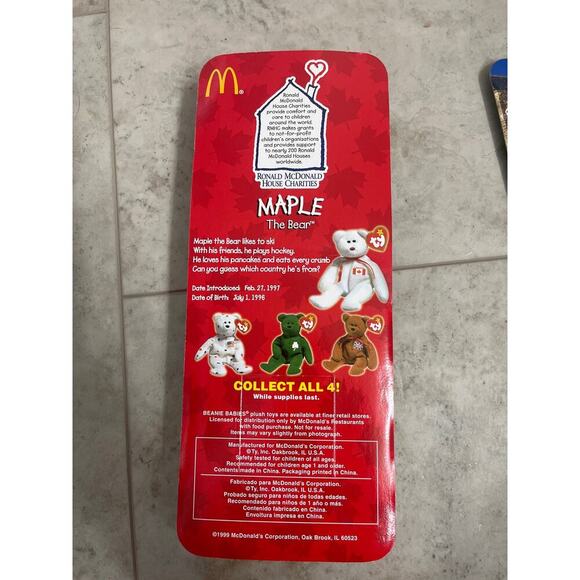 M®
Ronald
McDonald
House Charities
provide comfort and
care to children
around the world.
RMHC makes grants
to not-for-profit
children's organizations
and provides support
to nearly 200 Ronald
McDonald Houses
worldwide.
RONALD MCDONALD
HOUSE CHARITIES
MAPLE
The Bear™
Maple the Bear likes to ski
With his friends, he plays hockey.
He loves his pancakes and eats every crumb
Can you guess which country he's from?
Date Introduced: Feb. 27, 1997
Date of Birth: July 1, 1996
ty
ty
ty
ty
COLLECT ALL 4!
While supplies last.
BEANIE BABIES® plush toys are available at finer retail stores.
Licensed for distribution only by McDonald's Restaurants
with food purchase. Not for resale.
Items may vary slightly from photograph.
Manufactured for McDonald's Corporation.
©Ty, Inc. Oakbrook, IL U.S.A.
Safety tested for children of all ages.
Recommended for children age 1 and older.
Contents made in China. Packaging printed in China.
Fabricado para McDonald's Corporation.
©Ty, Inc. Oakbrook, IL U.S.A.
Probado seguro para niños de todas edades.
Recomendado para niños de 1 año o más.
Contenido fabricado en China.
Envoltura impresa en China.
©1999 McDonald's Corporation, Oak Brook, IL 60523